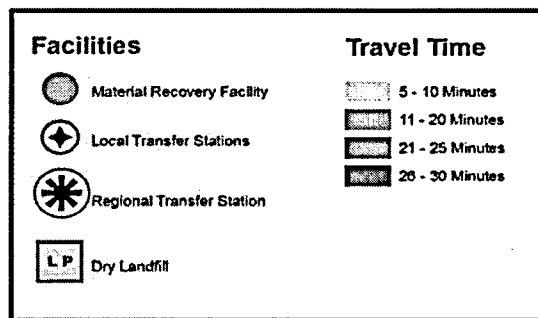 Facilities
Material Recovery Facility
Local Transfer Stations
Regional Transfer Station
L P Dry Landfill
Travel Time
5 - 10 Minutes
11 - 20 Minutes
21 - 25 Minutes
26 - 30 Minutes